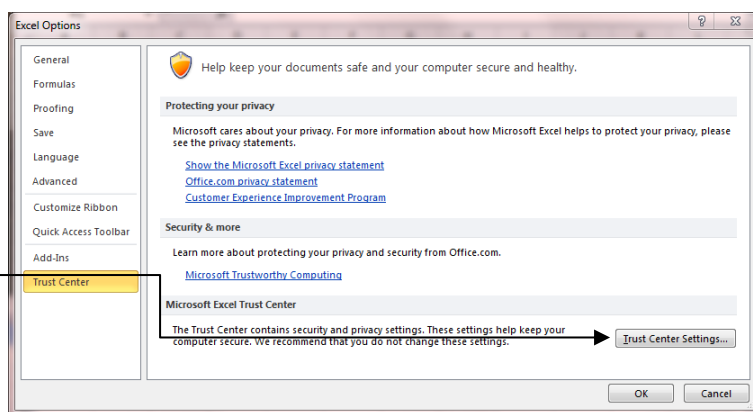 Excel Options
General
Formulas
Proofing
Save
Language
Advanced
Customize Ribbon
Quick Access Toolbar
Add-Ins
Trust Center
Help keep your documents safe and your computer secure and healthy.
Protecting your privacy
Microsoft cares about your privacy. For more information about how Microsoft Excel helps to protect your privacy, please
see the privacy statements.
Show the Microsoft Excel privacy statement
Office.com privacy statement
Customer Experience Improvement Program
Security & more
Learn more about protecting your privacy and security from Office.com.
Microsoft Trustworthy Computing
Microsoft Excel Trust Center
The Trust Center contains security and privacy settings. These settings help keep your
computer secure. We recommend that you do not change these settings.
Trust Center Settings...
OK
Cancel